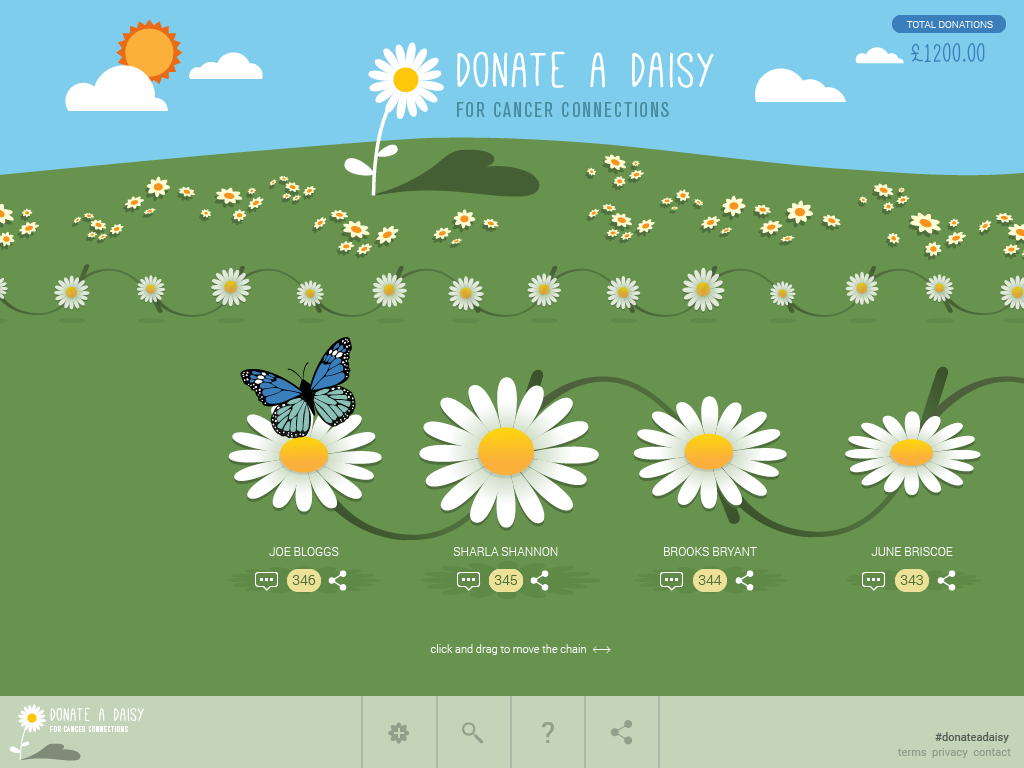 TOTAL DONATIONS
£1200.00
DONATE A DAISY
FOR CANCER CONNECTIONS
JOE BLOGGS
SHARLA SHANNON
BROOKS BRYANT
JUNE BRISCOE
346
345
344
343
click and drag to move the chain
DONATE A DAISY
FOR CANCER CONNECTIONS
?
#donateadaisy
terms privacy contact